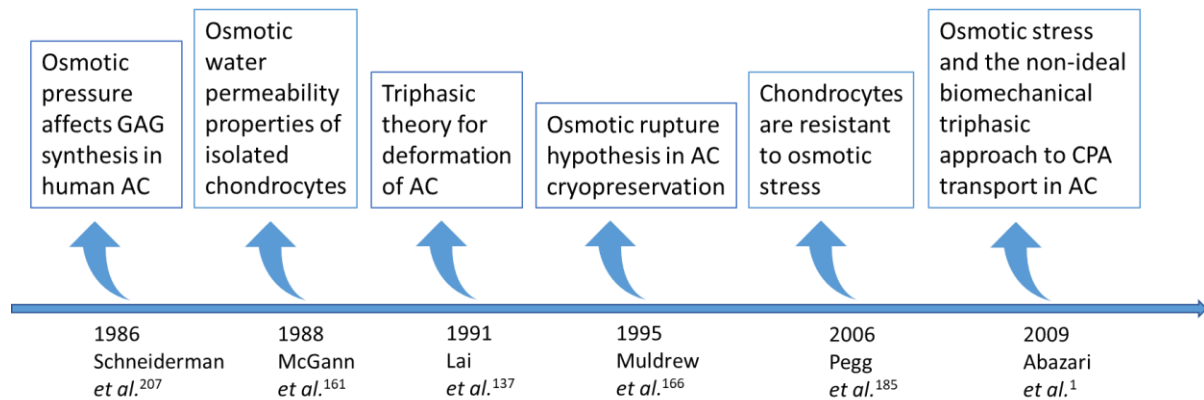 Osmotic
pressure
affects GAG
synthesis in
human AC
Osmotic
water
permeability
properties of
isolated
chondrocytes
Triphasic
theory for
deformation
of AC
Osmotic rupture
hypothesis in AC
cryopreservation
Chondrocytes
are resistant
to osmotic
stress
Osmotic stress
and the non-ideal
biomechanical
triphasic
approach to CPA
transport in AC
1986
Schneiderman
et al.207
1988
McGann
et al.161
1991
Lai
et al.137
1995
Muldrew
et al.166
2006
Pegg
et al.185
2009
Abazari
et al.1